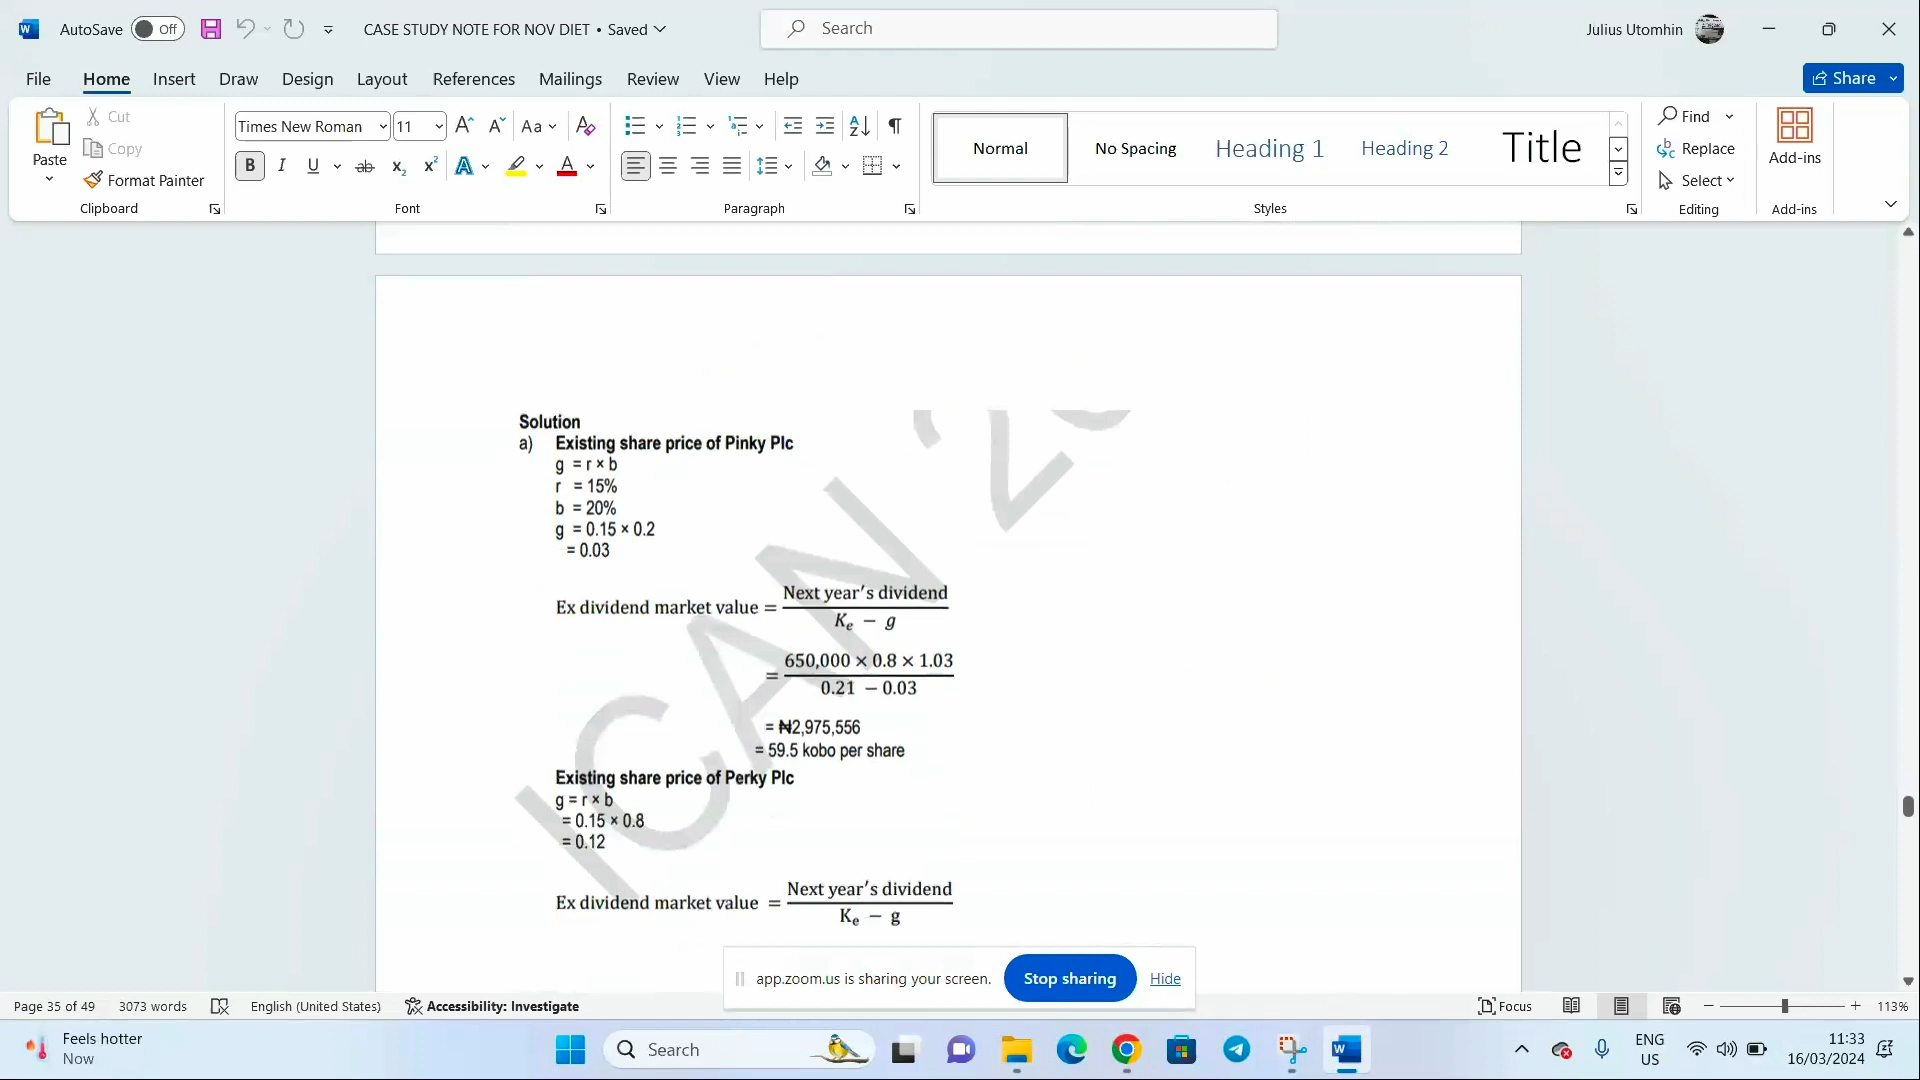 AutoSave Off CASE STUDY NOTE FOR NOV DIET • Saved Search Julius Utomhin
File Home Insert Draw Design Layout References Mailings Review View Help Share
Paste Cut Copy Format Painter
Times New Roman 11 Aa
B I U ab x₂ x² A A
Normal No Spacing Heading 1 Heading 2 Title
Find Replace Select Add-ins
Clipboard Font Paragraph Styles Editing Add-ins
Solution
a) Existing share price of Pinky Plc
g = r × b
r = 15%
b = 20%
g = 0.15 × 0.2
= 0.03
Ex dividend market value = Next year's dividend / Kₑ − g
= 650,000 × 0.8 × 1.03 / 0.21 − 0.03
= ₦2,975,556
= 59.5 kobo per share
Existing share price of Perky Plc
g = r × b
= 0.15 × 0.8
= 0.12
Ex dividend market value = Next year's dividend / Kₑ − g
ICAN
app.zoom.us is sharing your screen. Stop sharing Hide
Page 35 of 49 3073 words English (United States) Accessibility: Investigate Focus 113%
Feels hotter
Now
Search
ENG
US
11:33
16/03/2024